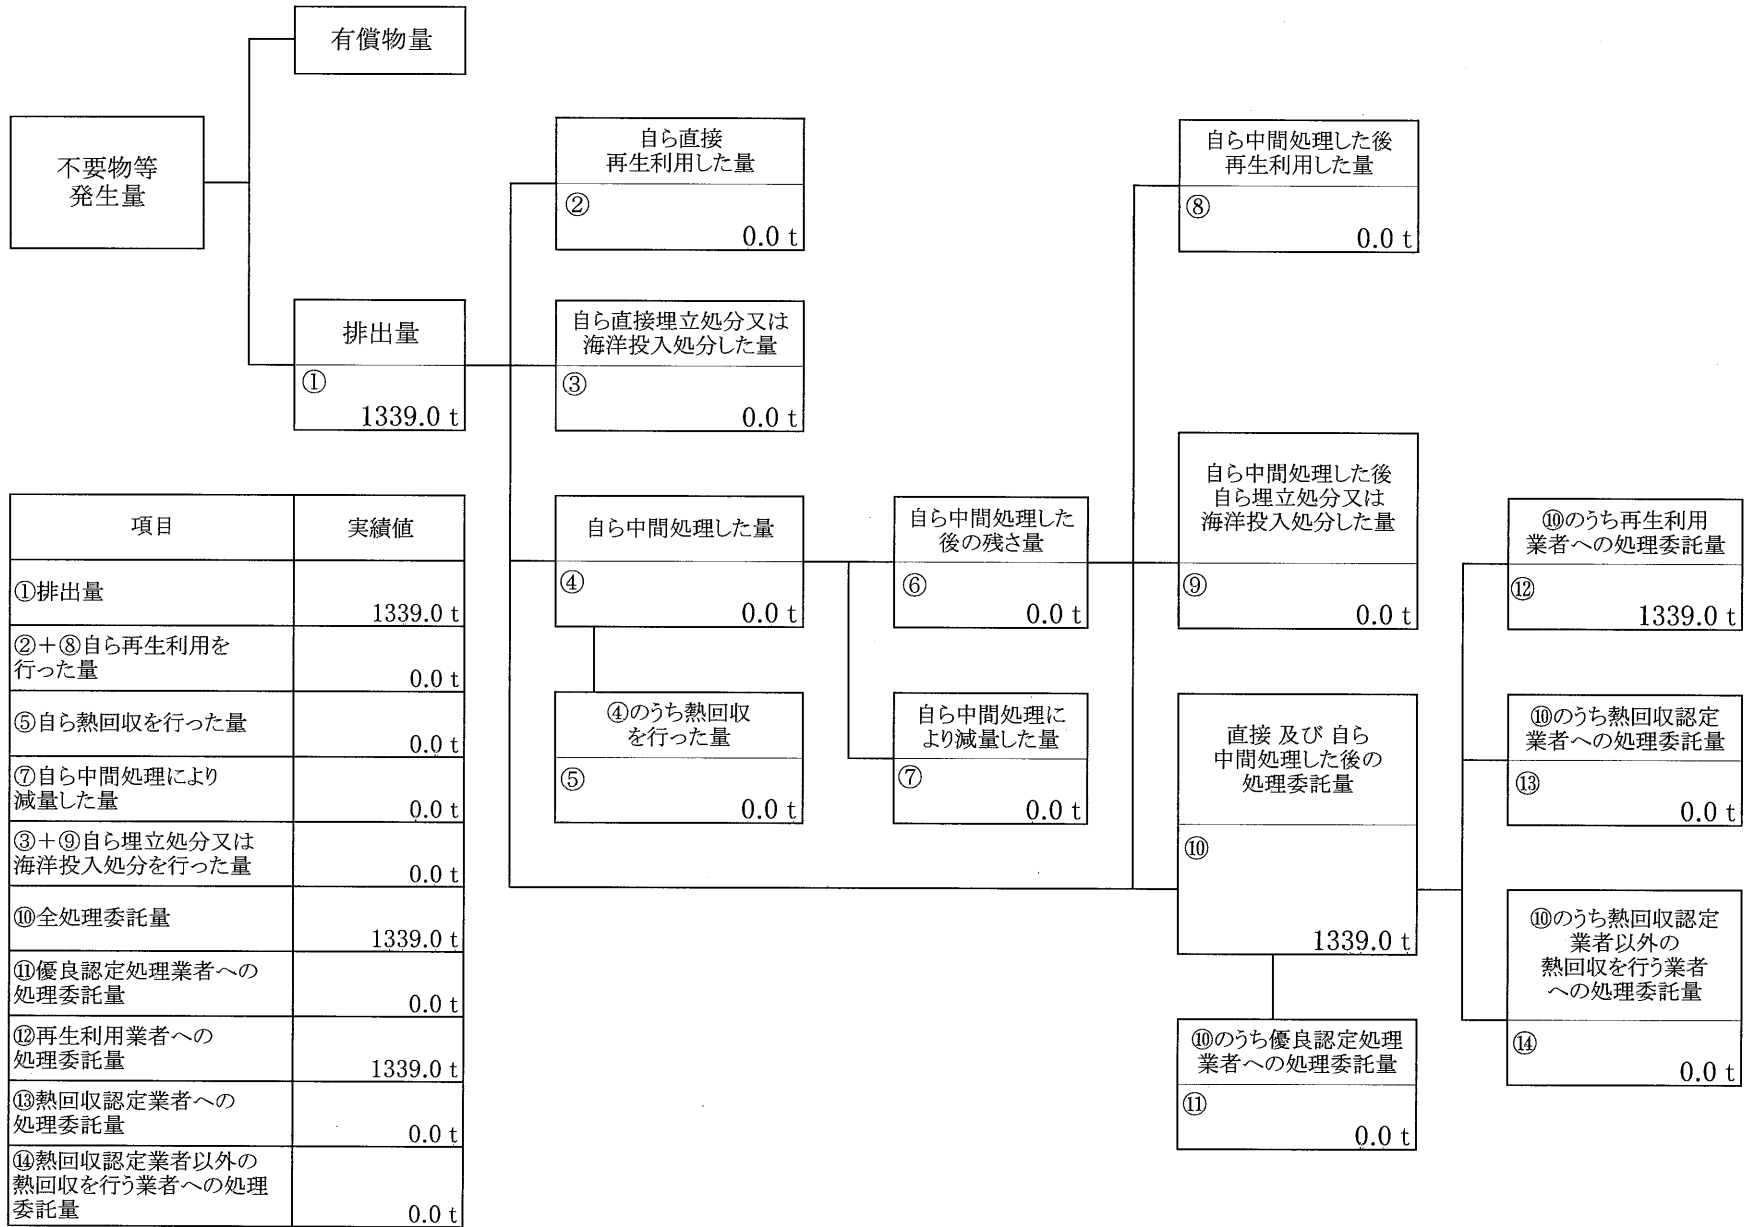 有償物量
不要物等
発生量
排出量
①
1339.0 t
自ら直接
再生利用した量
②
0.0 t
自ら直接埋立処分又は
海洋投入処分した量
③
0.0 t
自ら中間処理した量
④
0.0 t
④のうち熱回収
を行った量
⑤
0.0 t
自ら中間処理した
後の残さ量
⑥
0.0 t
自ら中間処理に
より減量した量
⑦
0.0 t
自ら中間処理した後
再生利用した量
⑧
0.0 t
自ら中間処理した後
自ら埋立処分又は
海洋投入処分した量
⑨
0.0 t
直接 及び 自ら
中間処理した後の
処理委託量
⑩
1339.0 t
⑩のうち優良認定処理
業者への処理委託量
⑪
0.0 t
⑩のうち再生利用
業者への処理委託量
⑫
1339.0 t
⑩のうち熱回収認定
業者への処理委託量
⑬
0.0 t
⑩のうち熱回収認定
業者以外の
熱回収を行う業者
への処理委託量
⑭
0.0 t
項目 実績値
①排出量
1339.0 t
②+⑧自ら再生利用を
行った量
0.0 t
⑤自ら熱回収を行った量
0.0 t
⑦自ら中間処理により
減量した量
0.0 t
③+⑨自ら埋立処分又は
海洋投入処分を行った量
0.0 t
⑩全処理委託量
1339.0 t
⑪優良認定処理業者への
処理委託量
0.0 t
⑫再生利用業者への
処理委託量
1339.0 t
⑬熱回収認定業者への
処理委託量
0.0 t
⑭熱回収認定業者以外の
熱回収を行う業者への処理
委託量
0.0 t